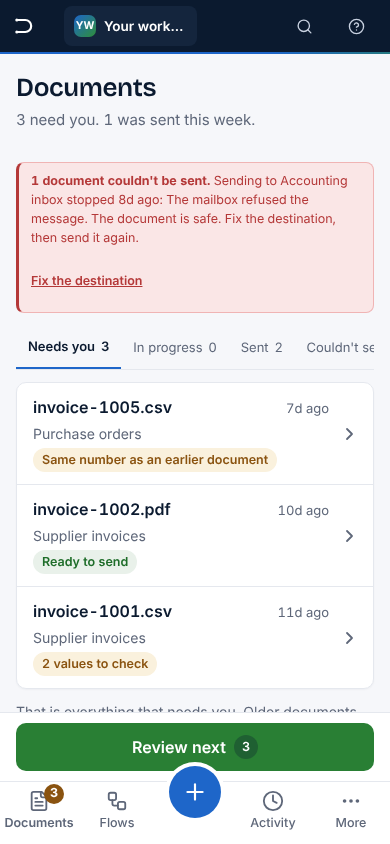 YW Your work...
Documents
3 need you. 1 was sent this week.
1 document couldn't be sent. Sending to Accounting
inbox stopped 8d ago: The mailbox refused the
message. The document is safe. Fix the destination,
then send it again.
Fix the destination
Needs you 3 In progress 0 Sent 2 Couldn't se
invoice-1005.csv 7d ago
Purchase orders
Same number as an earlier document
invoice-1002.pdf 10d ago
Supplier invoices
Ready to send
invoice-1001.csv 11d ago
Supplier invoices
2 values to check
That is everything that needs you. Older documents
Review next 3
3
Documents Flows Activity More